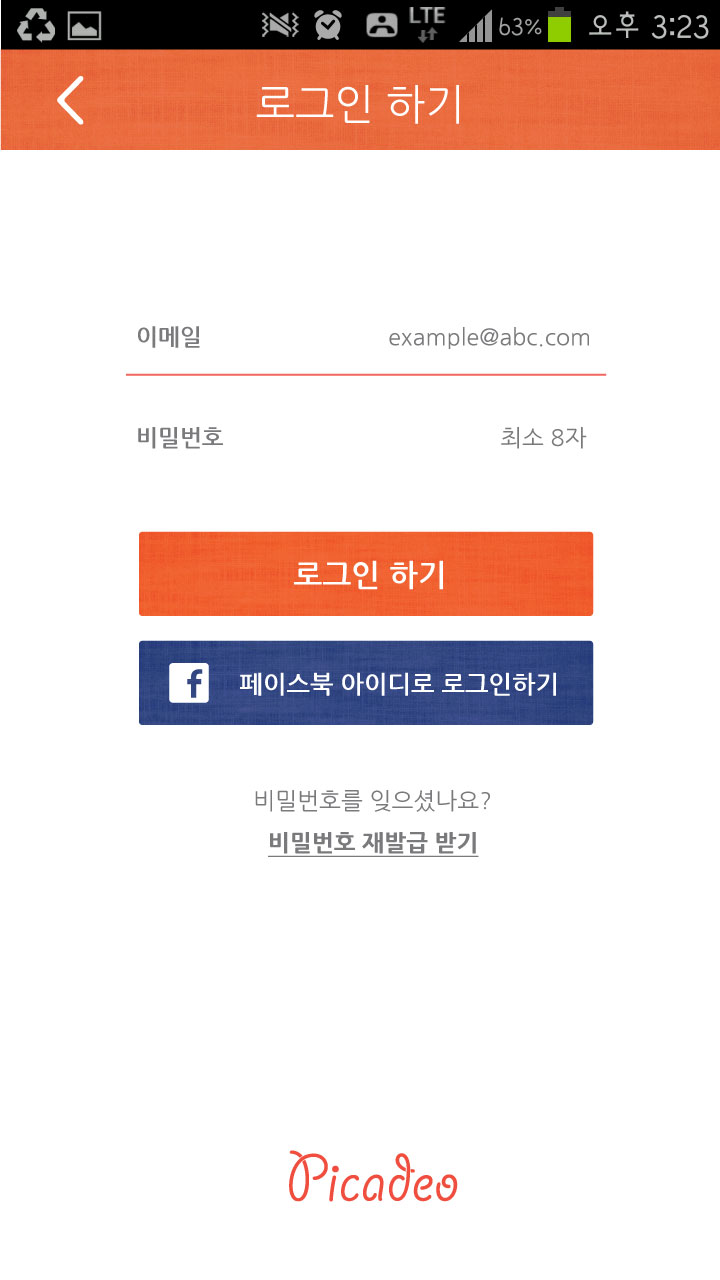 LTE 63% 오후 3:23
로그인 하기
이메일 example@abc.com
비밀번호 최소 8자
로그인 하기
f 페이스북 아이디로 로그인하기
비밀번호를 잊으셨나요?
비밀번호 재발급 받기
Picadeo